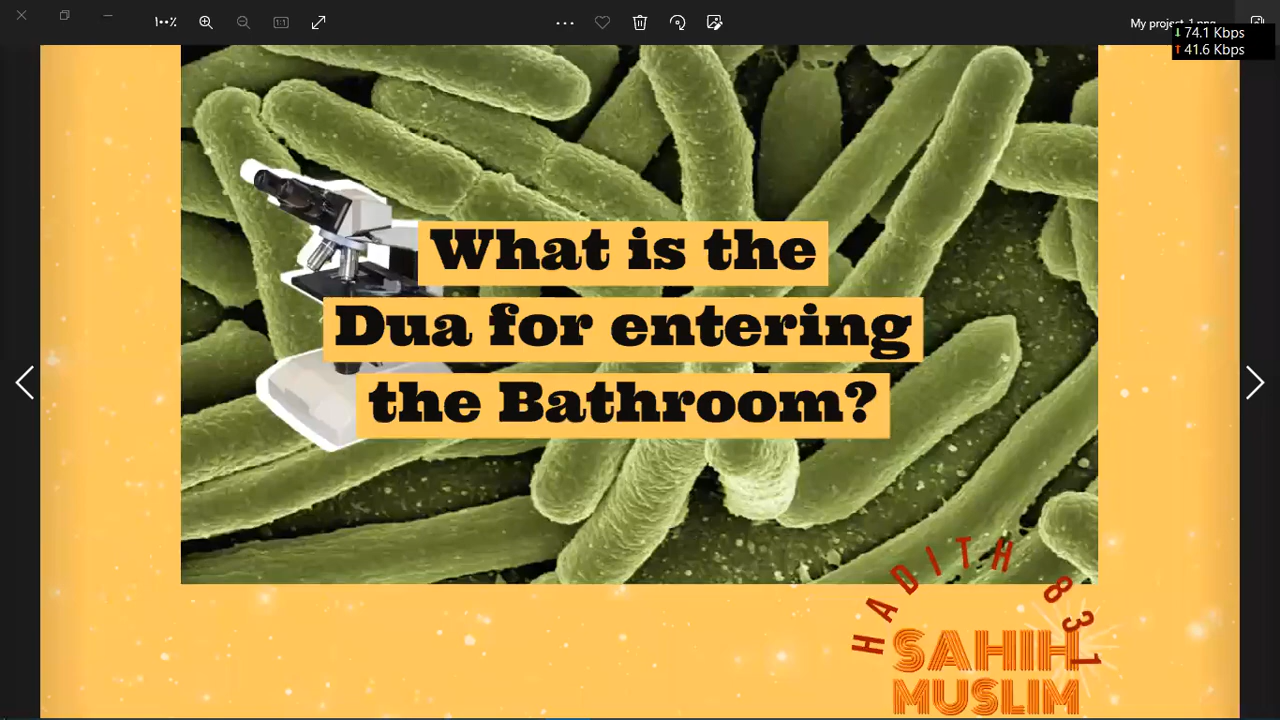 1••%
My project-1.png
↓ 74.1 Kbps
↑ 41.6 Kbps
What is the
Dua for entering
the Bathroom?
HADITH 831
SAHIH
MUSLIM